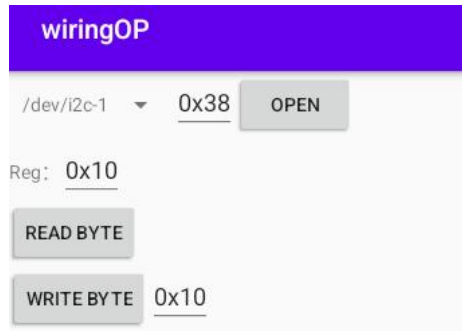 wiringOP
/dev/i2c-1 0x38 OPEN
Reg: 0x10
READ BYTE
WRITE BYTE 0x10